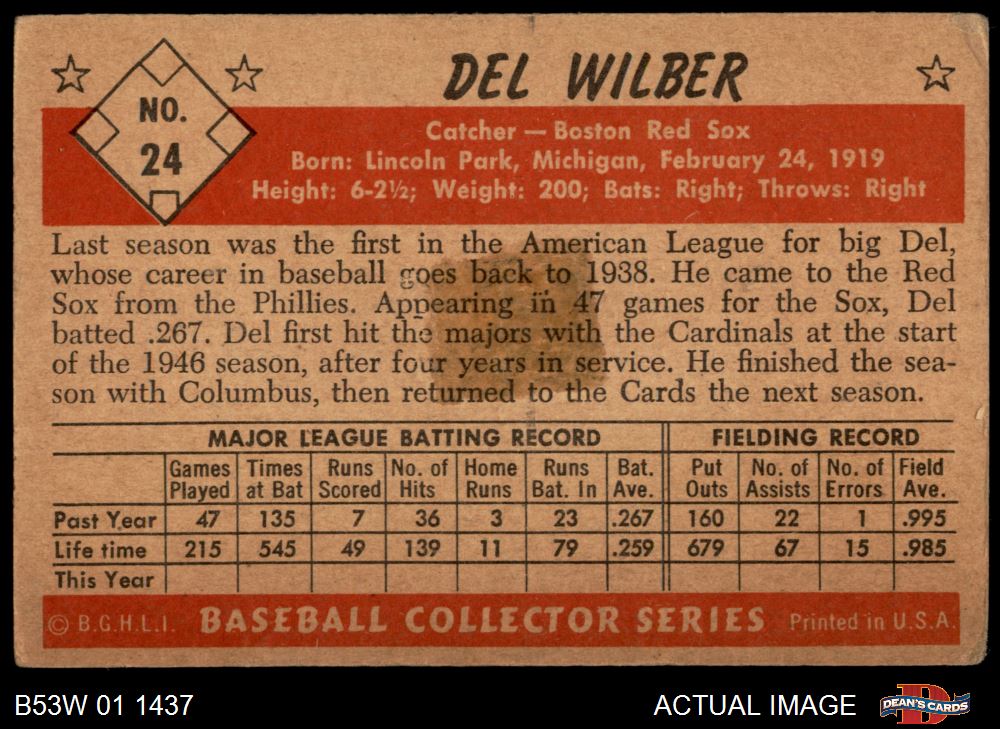 NO.
24
DEL WILBER
Catcher — Boston Red Sox
Born: Lincoln Park, Michigan, February 24, 1919
Height: 6-2½; Weight: 200; Bats: Right; Throws: Right
Last season was the first in the American League for big Del,
whose career in baseball goes back to 1938. He came to the Red
Sox from the Phillies. Appearing in 47 games for the Sox, Del
batted .267. Del first hit the majors with the Cardinals at the start
of the 1946 season, after four years in service. He finished the sea-
son with Columbus, then returned to the Cards the next season.
MAJOR LEAGUE BATTING RECORD FIELDING RECORD
Games Times Runs No. of Home Runs Bat. Put No. of No. of Field
Played at Bat Scored Hits Runs Bat. In Ave. Outs Assists Errors Ave.
Past Year 47 135 7 36 3 23 .267 160 22 1 .995
Life time 215 545 49 139 11 79 .259 679 67 15 .985
This Year
© B.G.H.L.I. BASEBALL COLLECTOR SERIES Printed in U.S.A.
B53W 01 1437 ACTUAL IMAGE DEAN'S CARDS